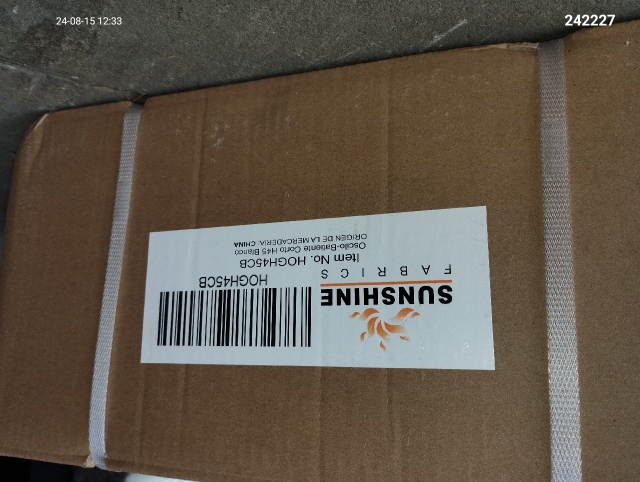 24-08-15 12:33
242227
SUNSHINE
FABRICS
HOGH45CB
Item No. HOGH45CB
Oscilo-Batiente Corto H45 Blanco
ORIGEN DE LA MERCADERIA: CHINA